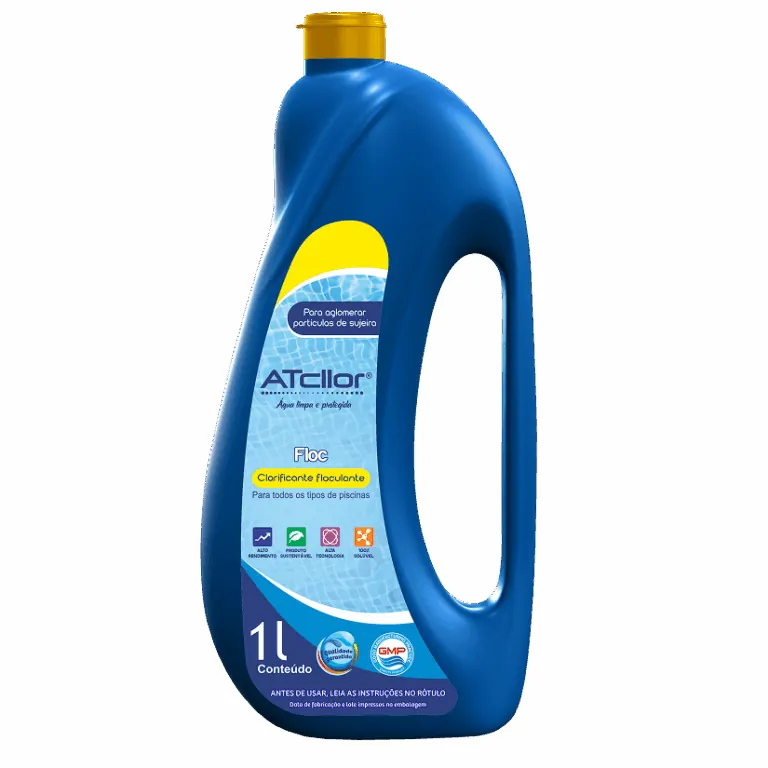 Para aglomerar
partículas de sujeira
ATcllor®
Água limpa e protegida
Floc
Clarificante floculante
Para todos os tipos de piscinas
ALTO RENDIMENTO
PRODUTO SUSTENTÁVEL
ALTA TECNOLOGIA
100% SOLÚVEL
1l
Conteúdo
Qualidade
garantida
GMP
ANTES DE USAR, LEIA AS INSTRUÇÕES NO RÓTULO
Data de fabricação e lote impressos na embalagem